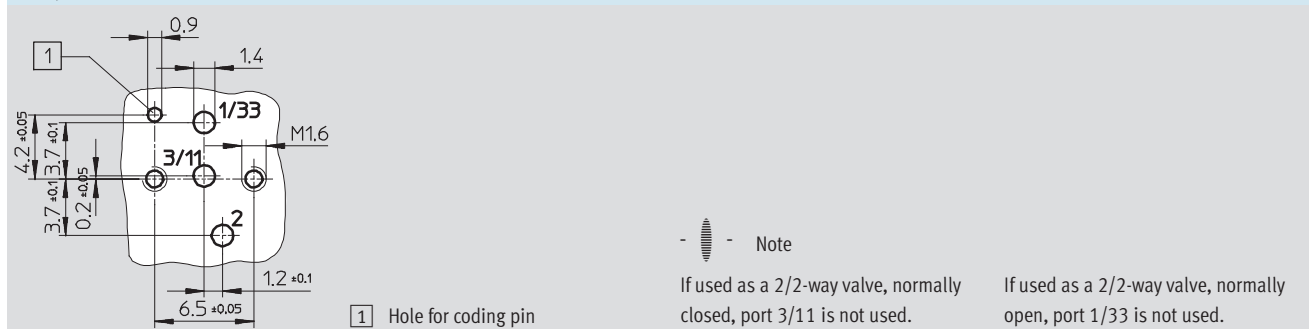 0.9
1
1.4
1/33
M1.6
3/11
4.2 ±0.05
3.7 ±0.1
0.2 ±0.05
3.7 ±0.1
2
1.2 ±0.1
6.5 ±0.05
1 Hole for coding pin
- - Note
If used as a 2/2-way valve, normally
closed, port 3/11 is not used.
If used as a 2/2-way valve, normally
open, port 1/33 is not used.